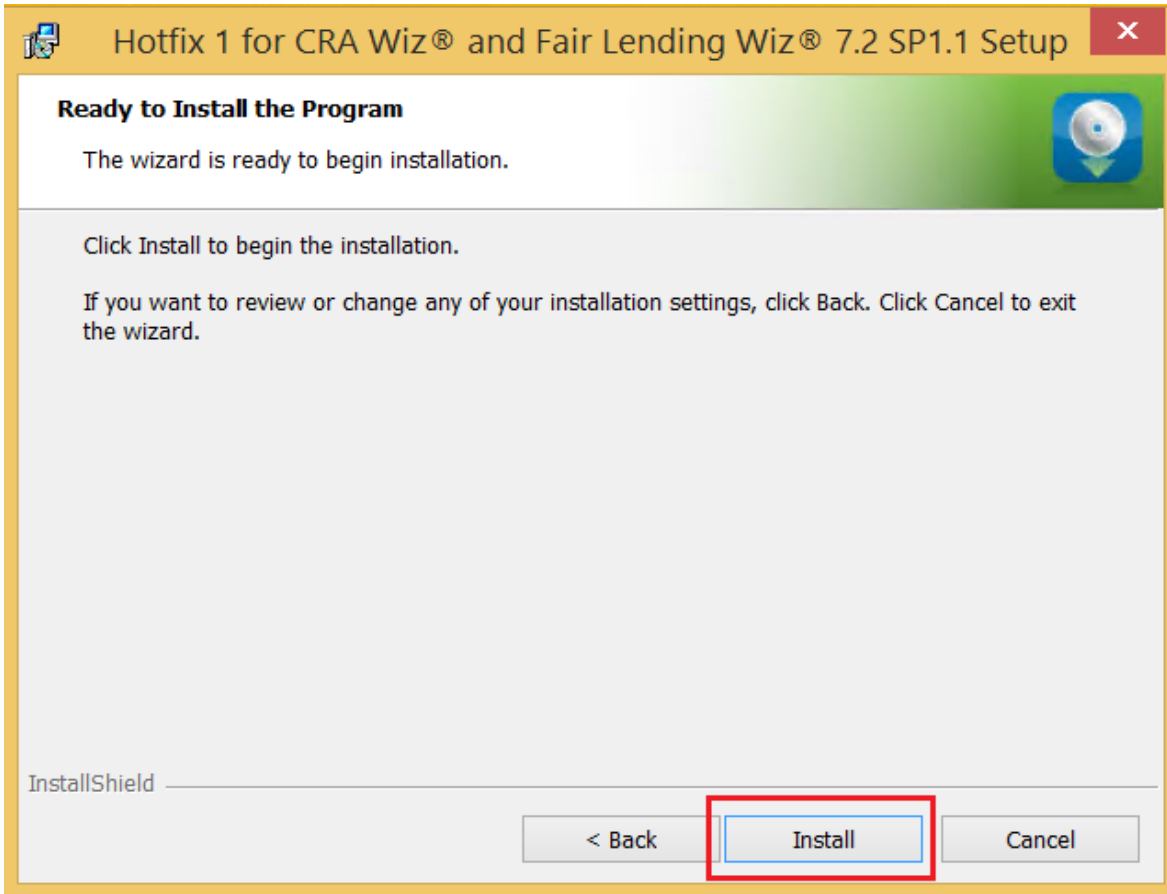 Hotfix 1 for CRA Wiz® and Fair Lending Wiz® 7.2 SP1.1 Setup
Ready to Install the Program
The wizard is ready to begin installation.
Click Install to begin the installation.
If you want to review or change any of your installation settings, click Back. Click Cancel to exit
the wizard.
InstallShield
< Back
Install
Cancel